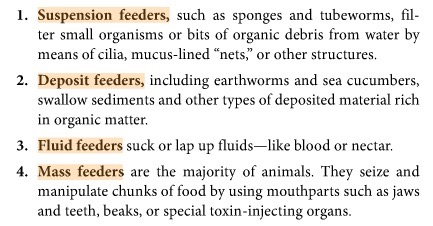 1. Suspension feeders, such as sponges and tubeworms, fil-
ter small organisms or bits of organic debris from water by
means of cilia, mucus-lined “nets,” or other structures.
2. Deposit feeders, including earthworms and sea cucumbers,
swallow sediments and other types of deposited material rich
in organic matter.
3. Fluid feeders suck or lap up fluids—like blood or nectar.
4. Mass feeders are the majority of animals. They seize and
manipulate chunks of food by using mouthparts such as jaws
and teeth, beaks, or special toxin-injecting organs.